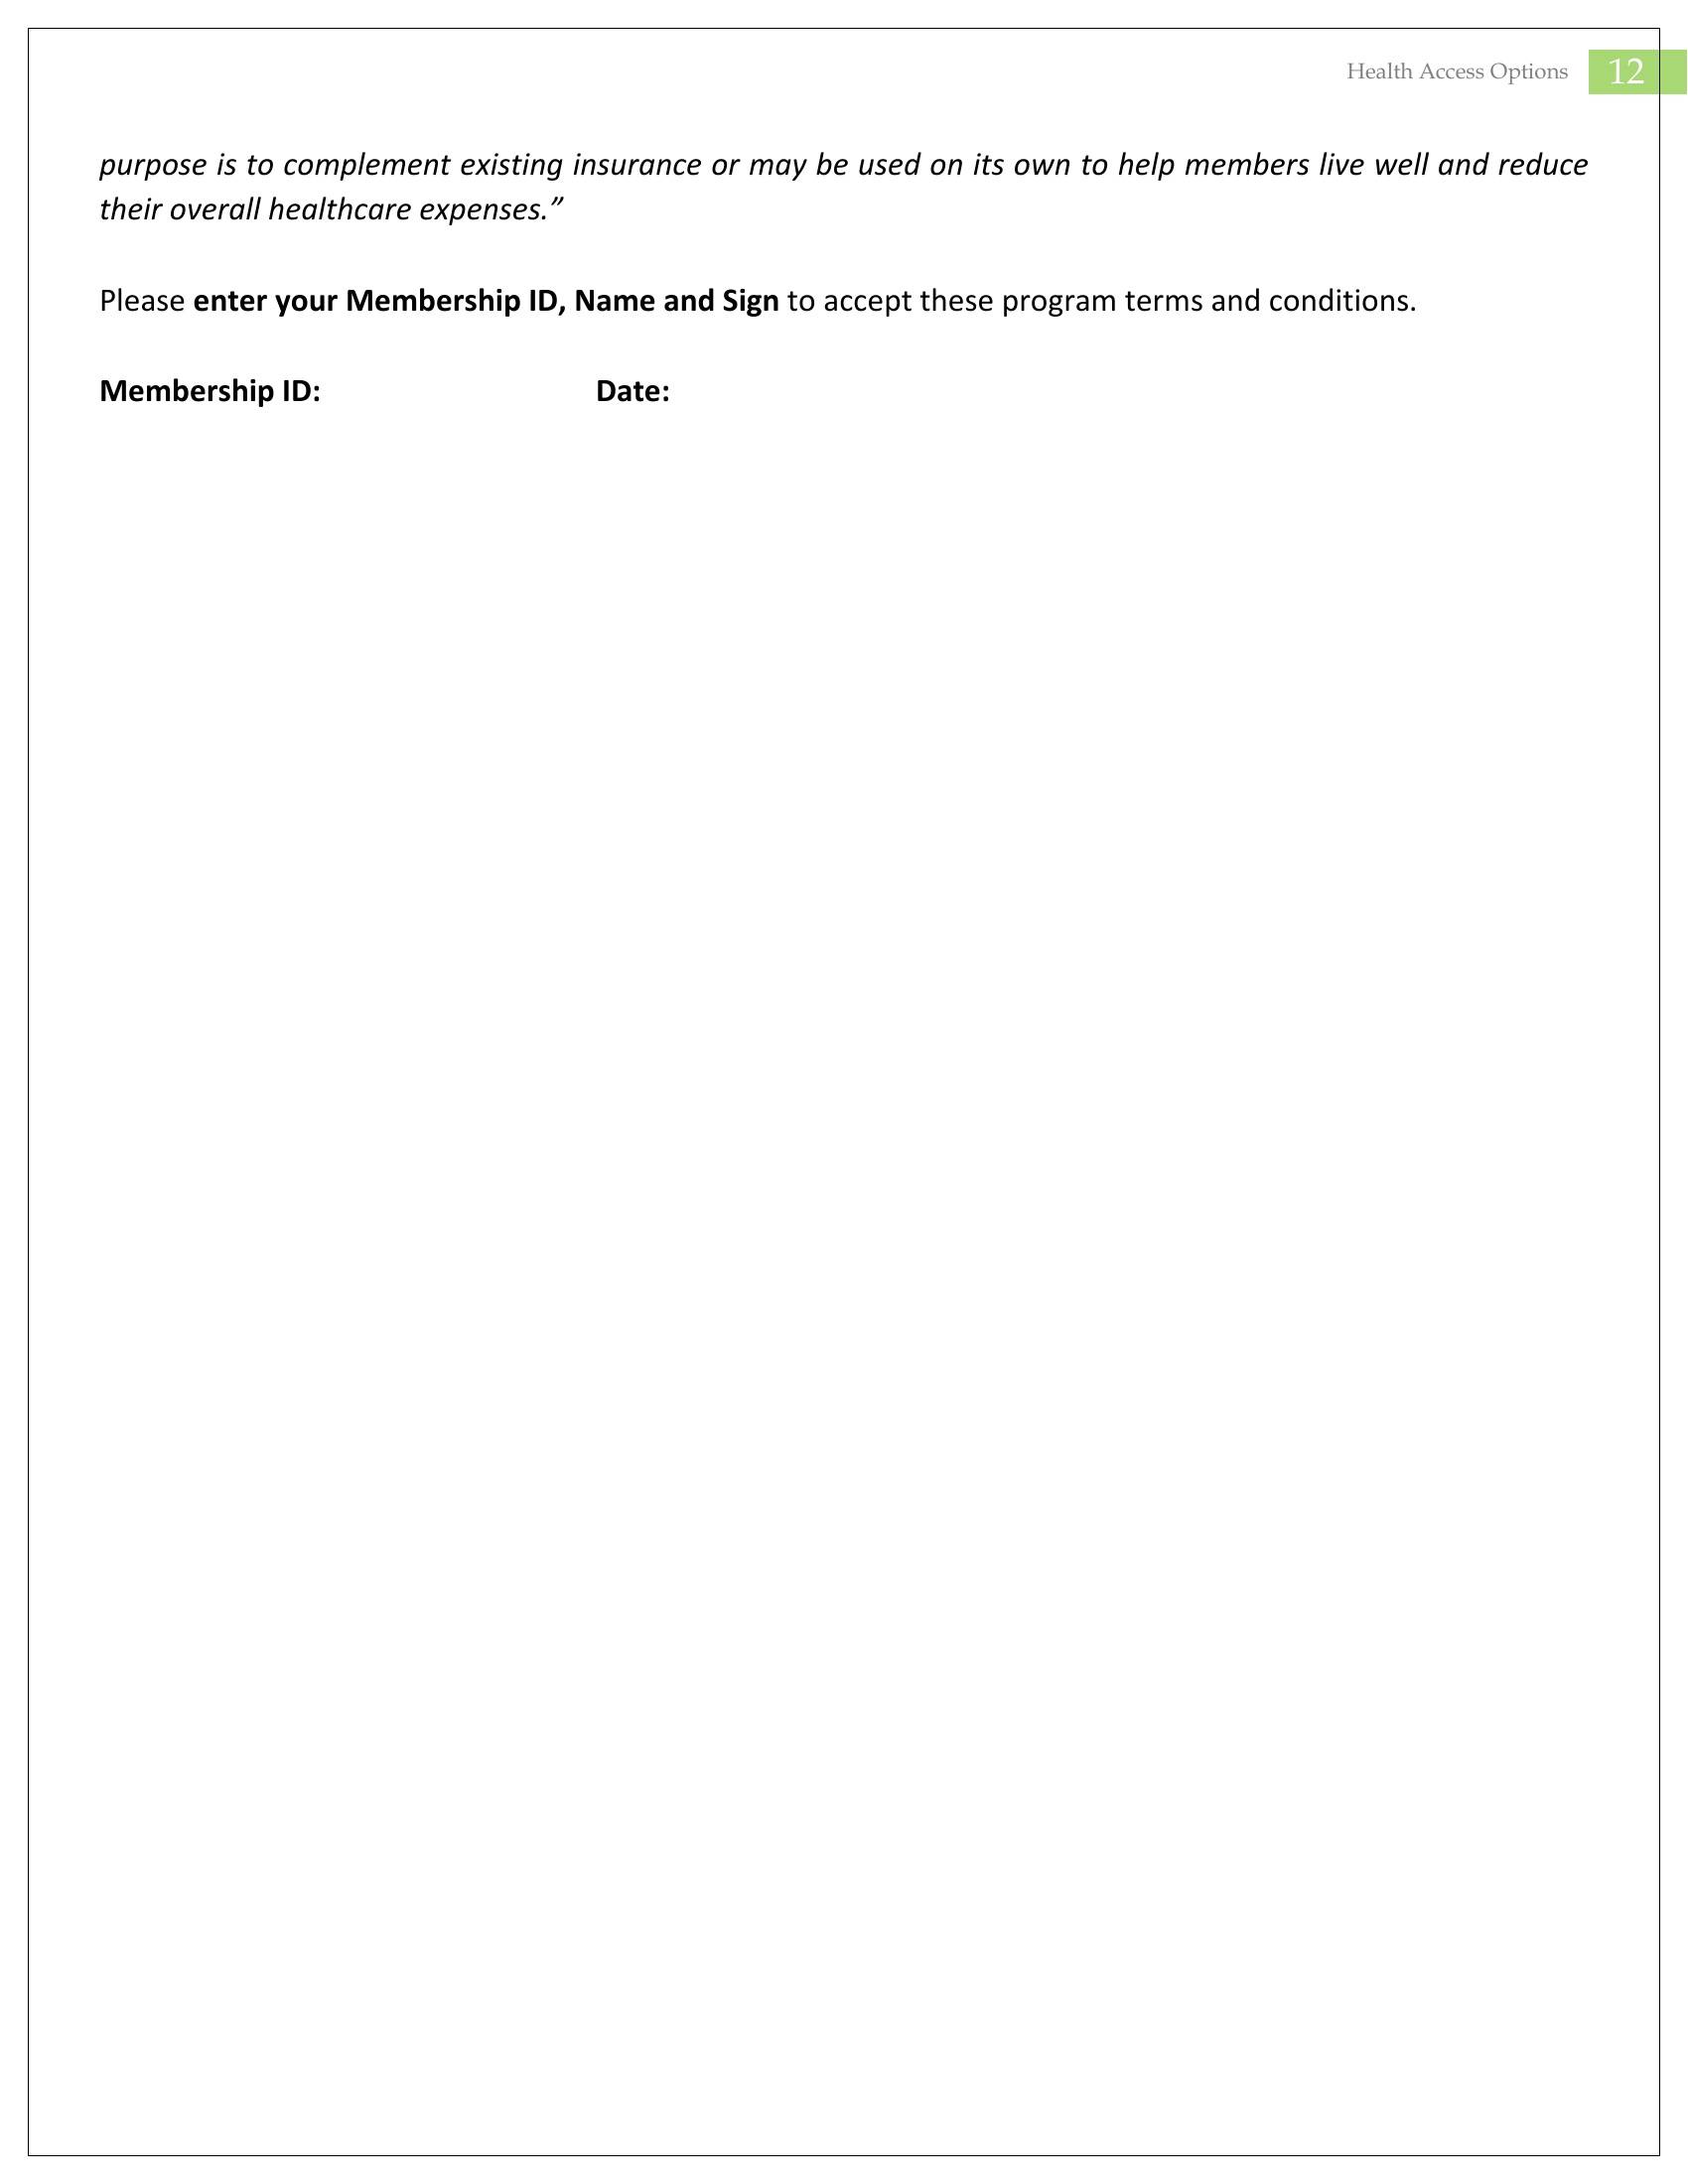 Health Access Options 12
purpose is to complement existing insurance or may be used on its own to help members live well and reduce
their overall healthcare expenses.”
Please enter your Membership ID, Name and Sign to accept these program terms and conditions.
Membership ID: Date: